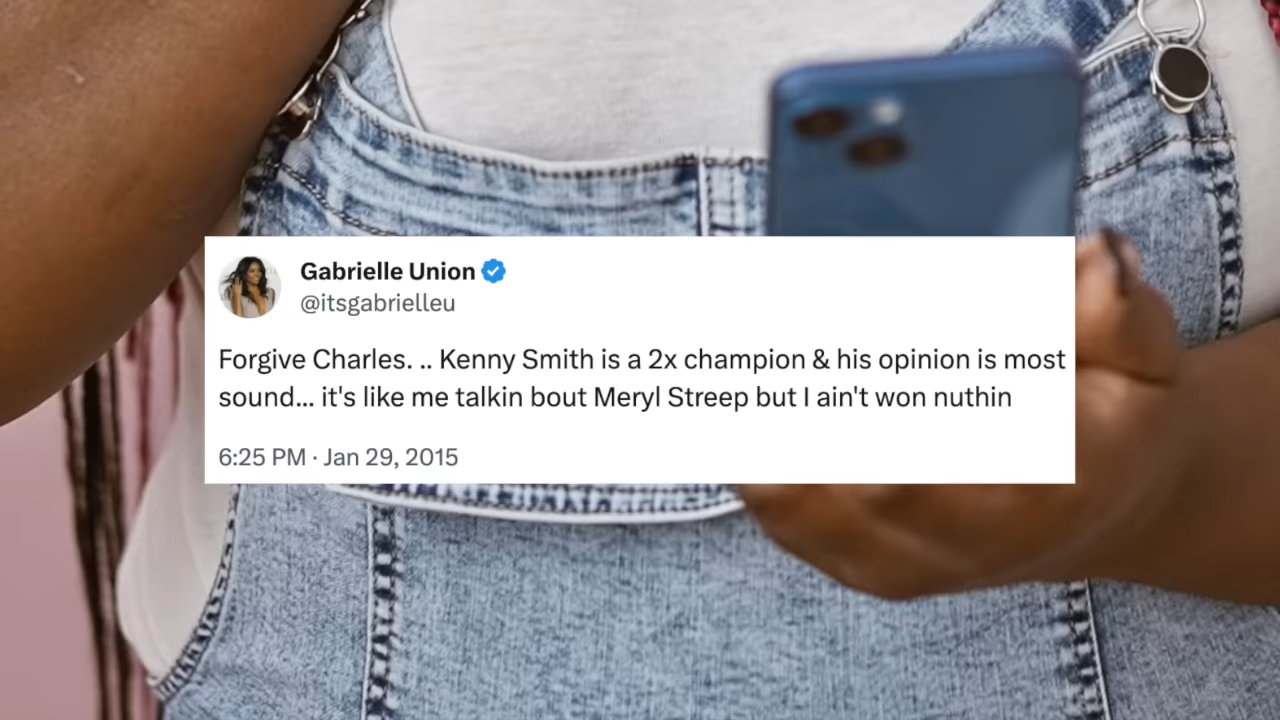 Gabrielle Union
@itsgabrielleu
Forgive Charles. .. Kenny Smith is a 2x champion & his opinion is most
sound... it's like me talkin bout Meryl Streep but I ain't won nuthin
6:25 PM · Jan 29, 2015